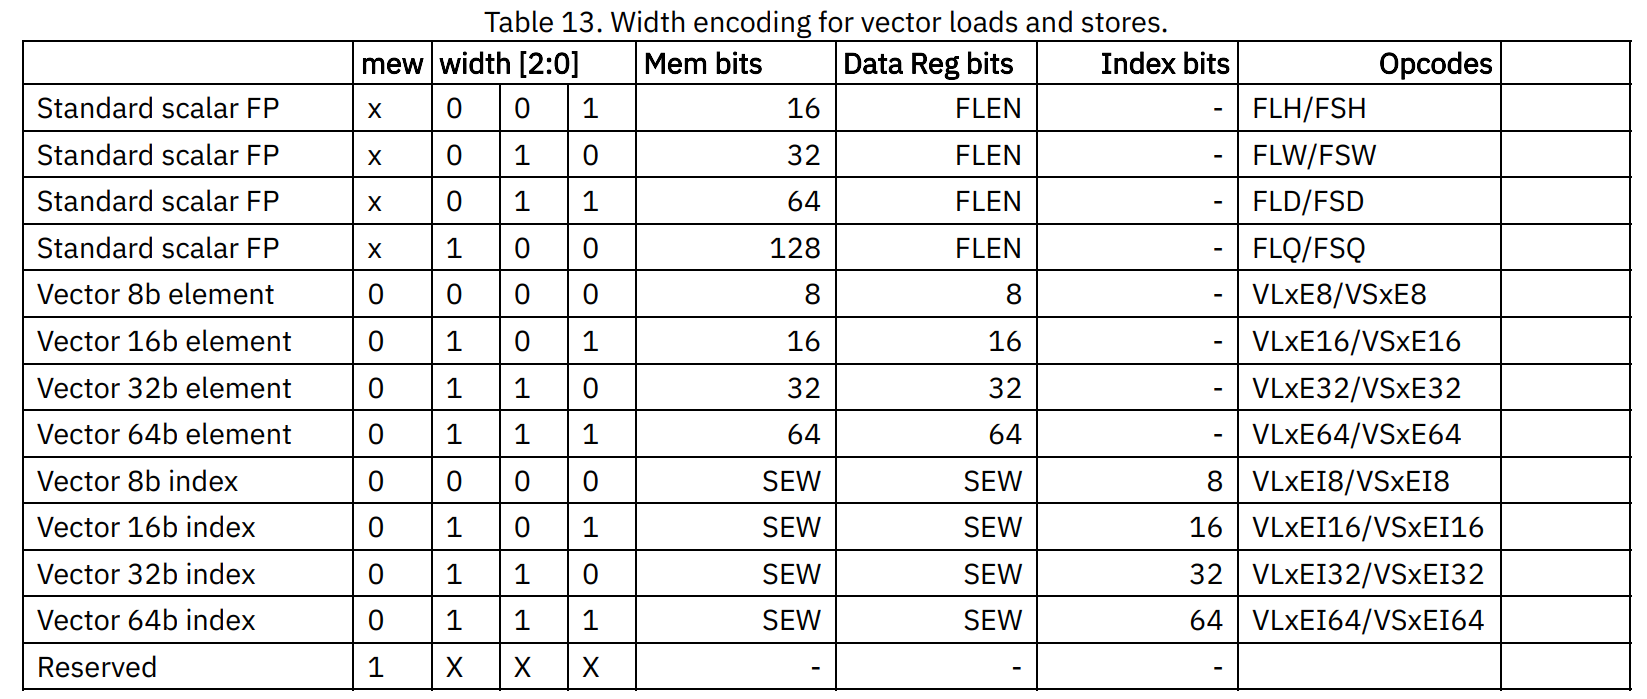 Table 13. Width encoding for vector loads and stores.
mew width [2:0] Mem bits Data Reg bits Index bits Opcodes
Standard scalar FP x 0 0 1 16 FLEN - FLH/FSH
Standard scalar FP x 0 1 0 32 FLEN - FLW/FSW
Standard scalar FP x 0 1 1 64 FLEN - FLD/FSD
Standard scalar FP x 1 0 0 128 FLEN - FLQ/FSQ
Vector 8b element 0 0 0 0 8 8 - VLxE8/VSxE8
Vector 16b element 0 1 0 1 16 16 - VLxE16/VSxE16
Vector 32b element 0 1 1 0 32 32 - VLxE32/VSxE32
Vector 64b element 0 1 1 1 64 64 - VLxE64/VSxE64
Vector 8b index 0 0 0 0 SEW SEW 8 VLxEI8/VSxEI8
Vector 16b index 0 1 0 1 SEW SEW 16 VLxEI16/VSxEI16
Vector 32b index 0 1 1 0 SEW SEW 32 VLxEI32/VSxEI32
Vector 64b index 0 1 1 1 SEW SEW 64 VLxEI64/VSxEI64
Reserved 1 X X X - - -